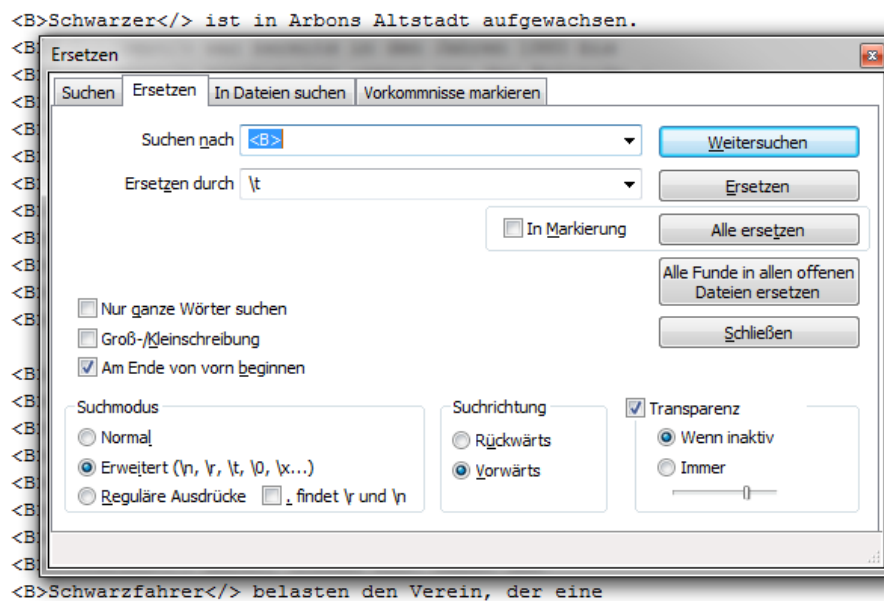 <B>Schwarzer</> ist in Arbons Altstadt aufgewachsen.
Ersetzen
Suchen Ersetzen In Dateien suchen Vorkommnisse markieren
Suchen nach <B> Weitersuchen
Ersetzen durch \t Ersetzen
In Markierung Alle ersetzen
Alle Funde in allen offenen
Dateien ersetzen
Nur ganze Wörter suchen
Groß-/Kleinschreibung Schließen
Am Ende von vorn beginnen
Suchmodus Suchrichtung Transparenz
Normal Rückwärts Wenn inaktiv
Erweitert (\n, \r, \t, \0, \x...) Vorwärts Immer
Reguläre Ausdrücke . findet \r und \n
<B>Schwarzfahrer</> belasten den Verein, der eine